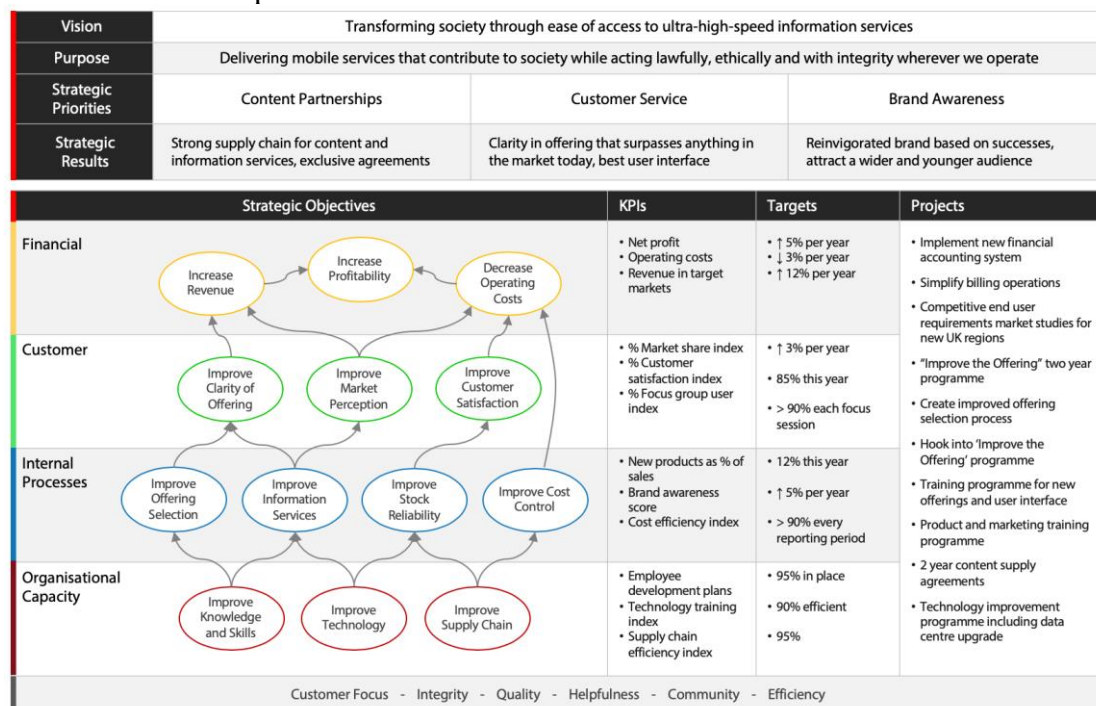 Vision
Transforming society through ease of access to ultra-high-speed information services
Purpose
Delivering mobile services that contribute to society while acting lawfully, ethically and with integrity wherever we operate
Strategic
Priorities
Content Partnerships
Customer Service
Brand Awareness
Strategic
Results
Strong supply chain for content and
information services, exclusive agreements
Clarity in offering that surpasses anything in
the market today, best user interface
Reinvigorated brand based on successes,
attract a wider and younger audience
Strategic Objectives
KPIs
Targets
Projects
Financial
Increase
Revenue
Increase
Profitability
Decrease
Operating
Costs
• Net profit
• Operating costs
• Revenue in target
markets
• ↑ 5% per year
• ↓ 3% per year
• ↑ 12% per year
Customer
Improve
Clarity of
Offering
Improve
Market
Perception
Improve
Customer
Satisfaction
• % Market share index
• % Customer
satisfaction index
• % Focus group user
index
• ↑ 3% per year
• 85% this year
• > 90% each focus
session
Internal
Processes
Improve
Offering
Selection
Improve
Information
Services
Improve
Stock
Reliability
Improve Cost
Control
• New products as % of
sales
• Brand awareness
score
• Cost efficiency index
• 12% this year
• ↑ 5% per year
• > 90% every
reporting period
Organisational
Capacity
Improve
Knowledge
and Skills
Improve
Technology
Improve
Supply Chain
• Employee
development plans
• Technology training
index
• Supply chain
efficiency index
• 95% in place
• 90% efficient
• 95%
• Implement new financial
accounting system
• Simplify billing operations
• Competitive end user
requirements market studies for
new UK regions
• "Improve the Offering" two year
programme
• Create improved offering
selection process
• Hook into 'Improve the
Offering' programme
• Training programme for new
offerings and user interface
• Product and marketing training
programme
• 2 year content supply
agreements
• Technology improvement
programme including data
centre upgrade
Customer Focus - Integrity - Quality - Helpfulness - Community - Efficiency